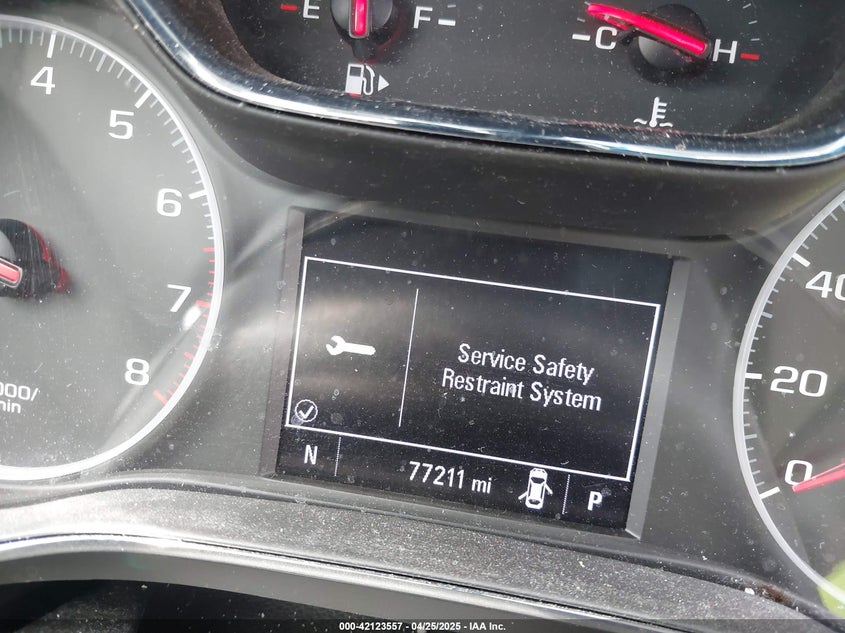 E F
C H
4
5
6
7
8
000/
min
Service Safety
Restraint System
N 77211 mi P
40
20
0
000-42123557 - 04/25/2025 - IAA Inc.